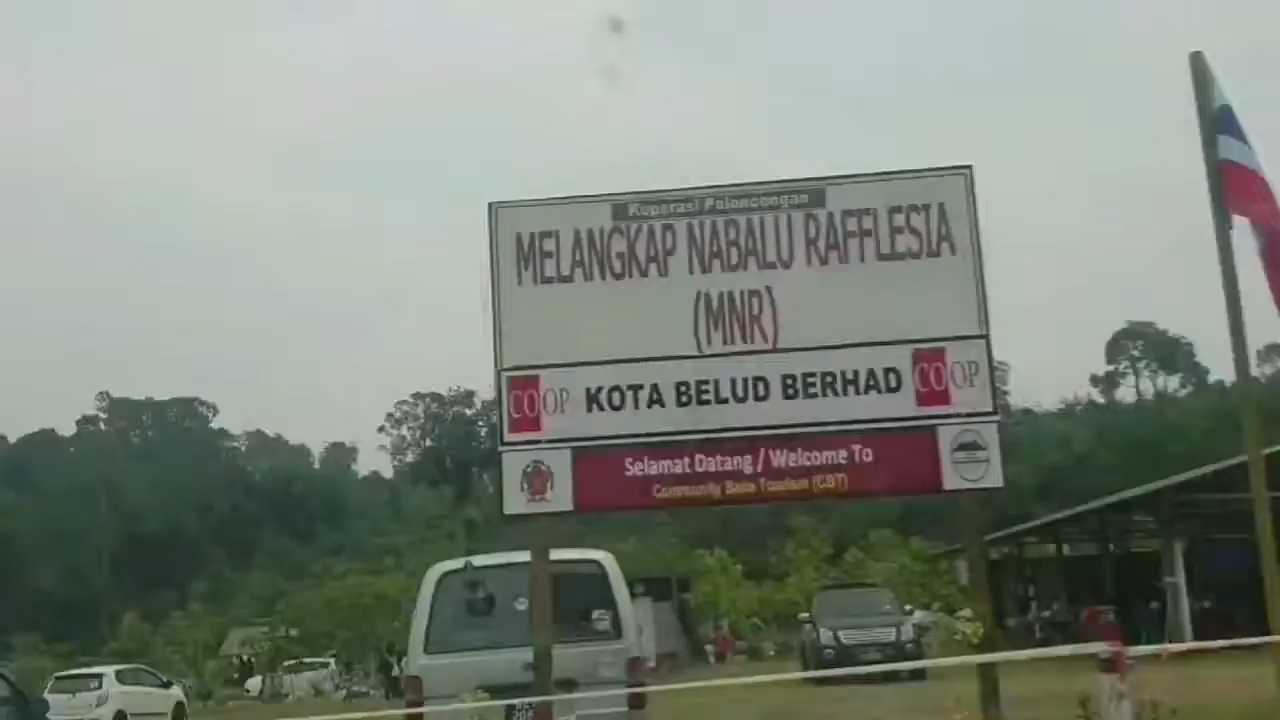 Koperasi Pelancongan
MELANGKAP NABALU RAFFLESIA
(MNR)
COOP KOTA BELUD BERHAD COOP
Selamat Datang / Welcome To
Community Base Tourism (CBT)